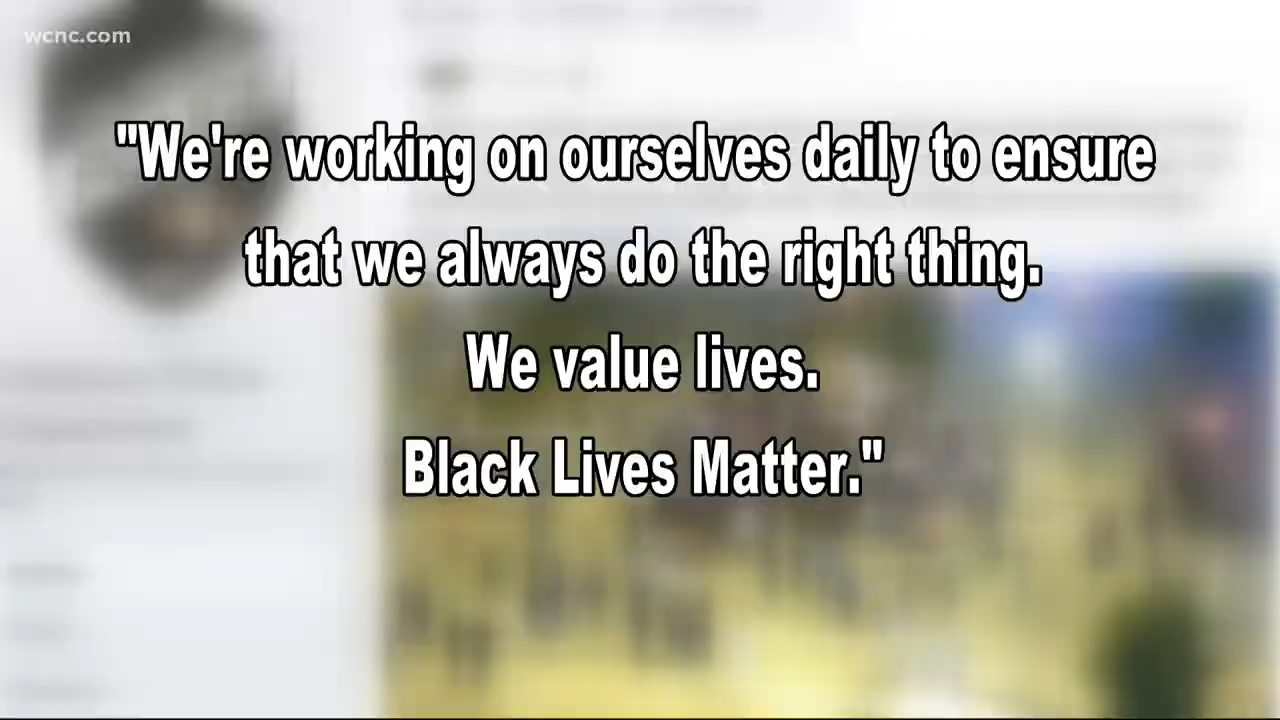 wcnc.com
"We're working on ourselves daily to ensure
that we always do the right thing.
We value lives.
Black Lives Matter."